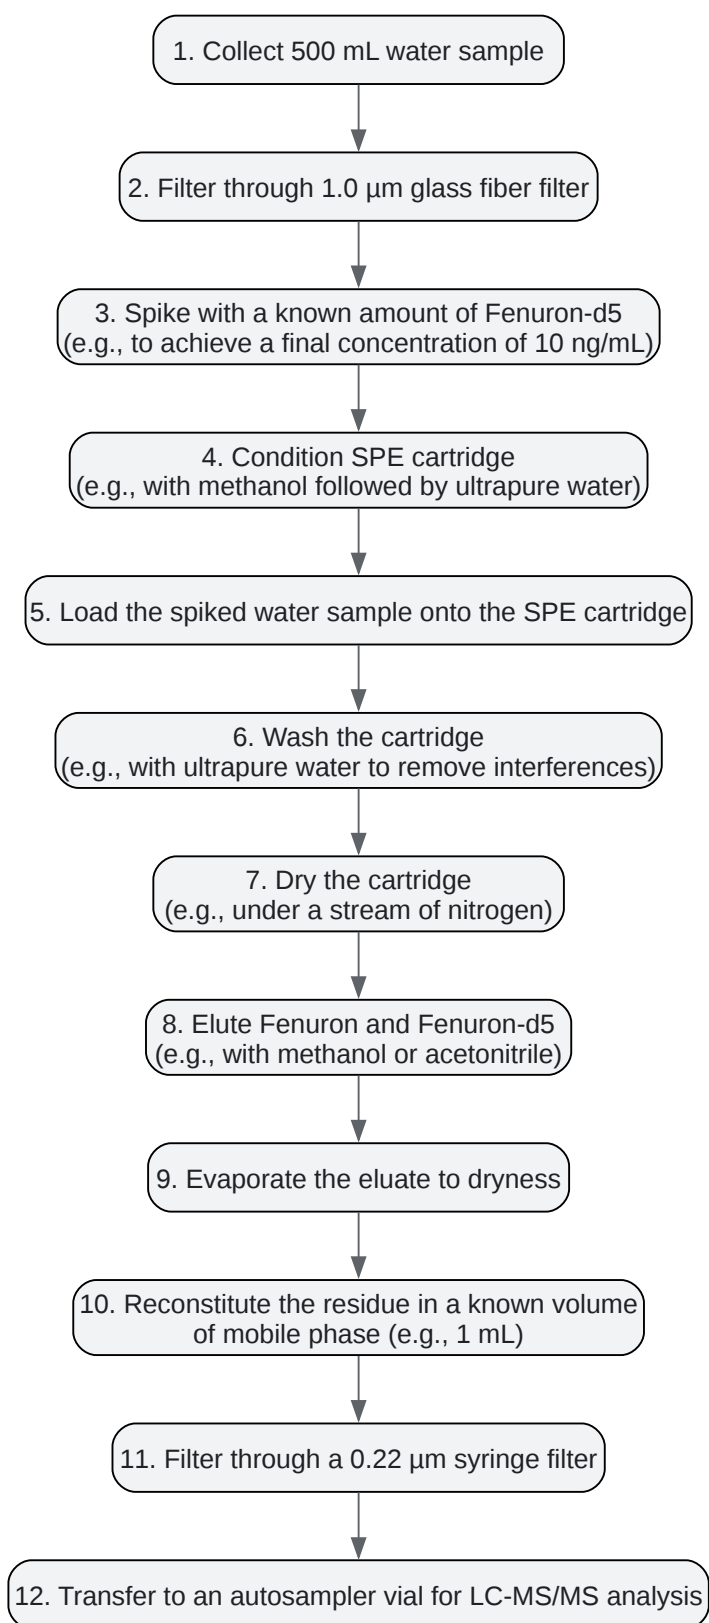 1. Collect 500 mL water sample
2. Filter through 1.0 µm glass fiber filter
3. Spike with a known amount of Fenuron-d5
(e.g., to achieve a final concentration of 10 ng/mL)
4. Condition SPE cartridge
(e.g., with methanol followed by ultrapure water)
5. Load the spiked water sample onto the SPE cartridge
6. Wash the cartridge
(e.g., with ultrapure water to remove interferences)
7. Dry the cartridge
(e.g., under a stream of nitrogen)
8. Elute Fenuron and Fenuron-d5
(e.g., with methanol or acetonitrile)
9. Evaporate the eluate to dryness
10. Reconstitute the residue in a known volume
of mobile phase (e.g., 1 mL)
11. Filter through a 0.22 µm syringe filter
12. Transfer to an autosampler vial for LC-MS/MS analysis